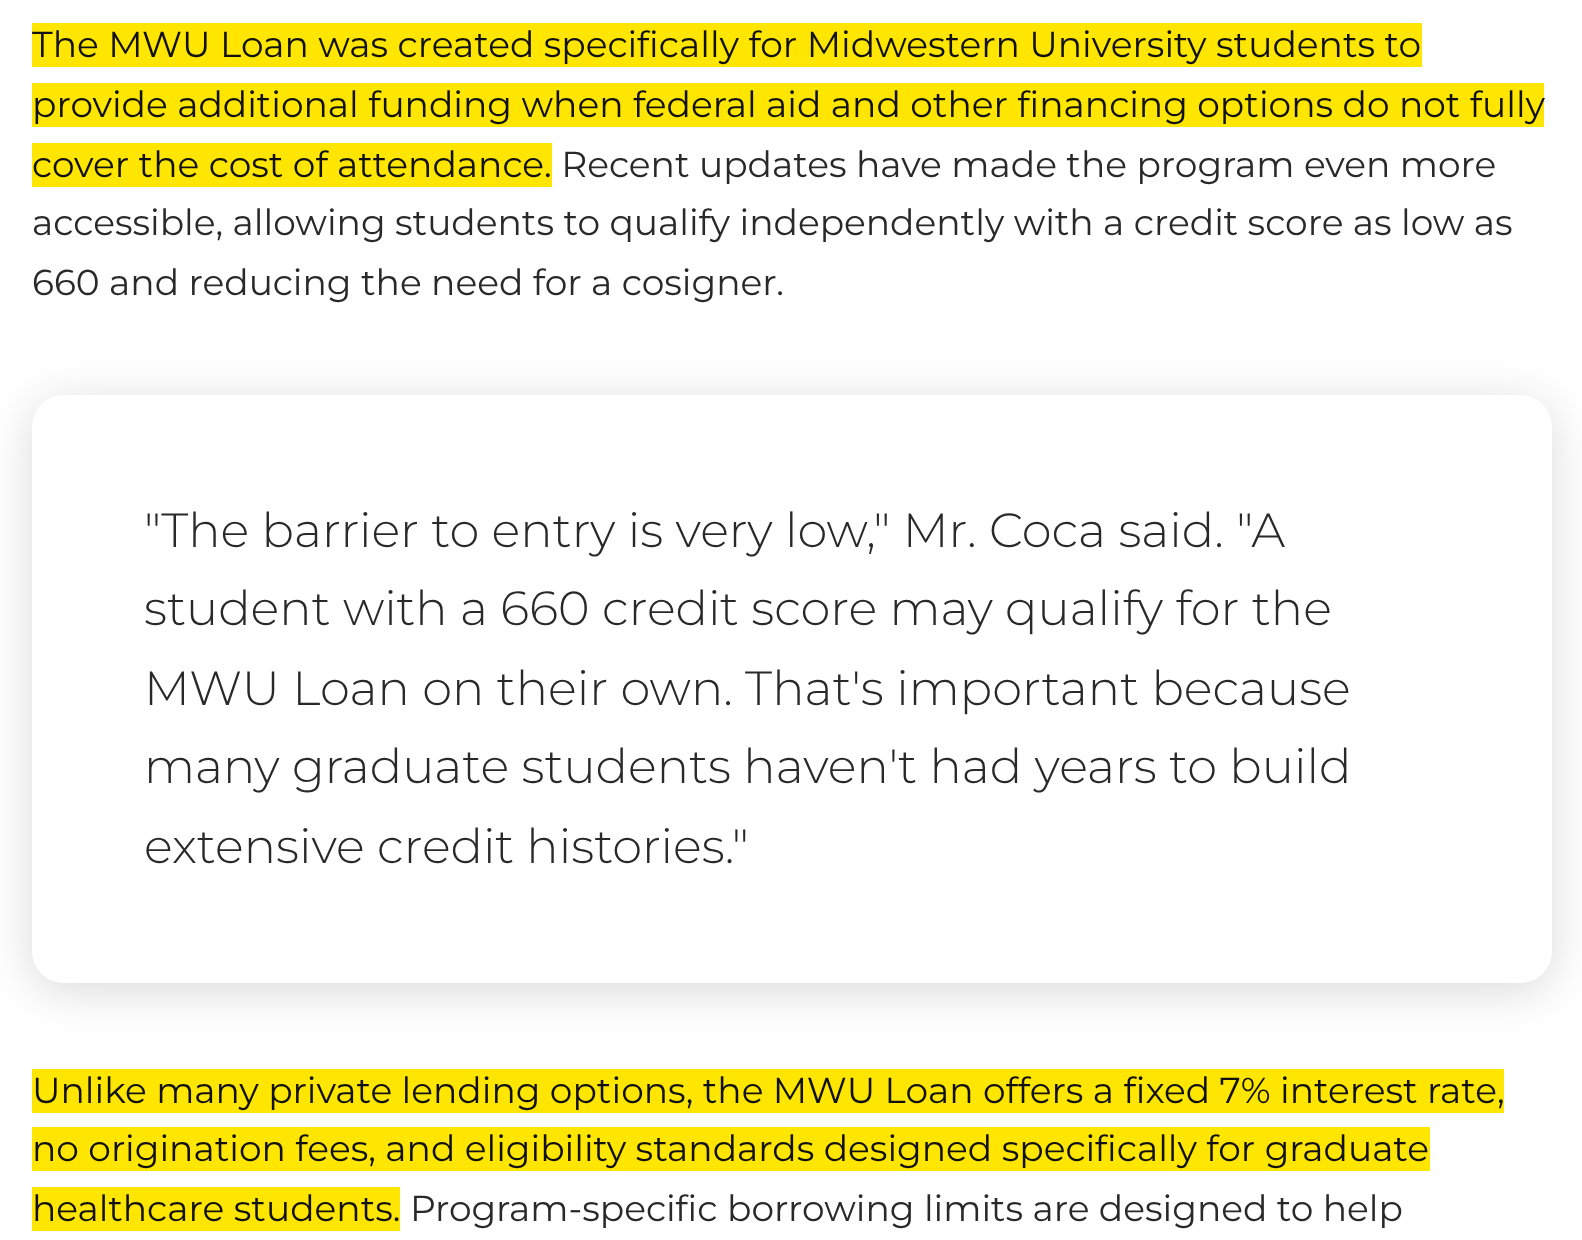 The MWU Loan was created specifically for Midwestern University students to
provide additional funding when federal aid and other financing options do not fully
cover the cost of attendance. Recent updates have made the program even more
accessible, allowing students to qualify independently with a credit score as low as
660 and reducing the need for a cosigner.
"The barrier to entry is very low," Mr. Coca said. "A
student with a 660 credit score may qualify for the
MWU Loan on their own. That's important because
many graduate students haven't had years to build
extensive credit histories."
Unlike many private lending options, the MWU Loan offers a fixed 7% interest rate,
no origination fees, and eligibility standards designed specifically for graduate
healthcare students. Program-specific borrowing limits are designed to help